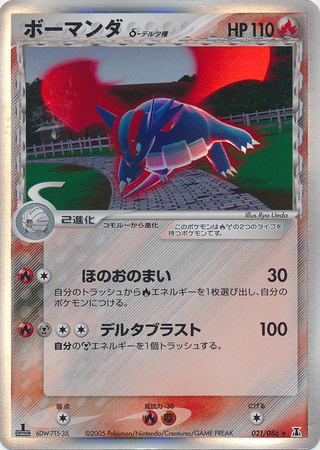 ボーマンダ δ-デルタ種 HP110
Illus.Ryo Ueda
2進化 コモルーから進化
このポケモンは🔥⚙の2つのタイプを
持つポケモンです。
ほのおのまい 30
自分のトラッシュから🔥エネルギーを1枚選び出し、自分の
ポケモンにつける。
デルタブラスト 100
自分の⚙エネルギーを1個トラッシュする。
弱点 抵抗力 -30 にげる
1 EDITION 021/086 ★
©2005 Pokémon/Nintendo/Creatures/GAME FREAK